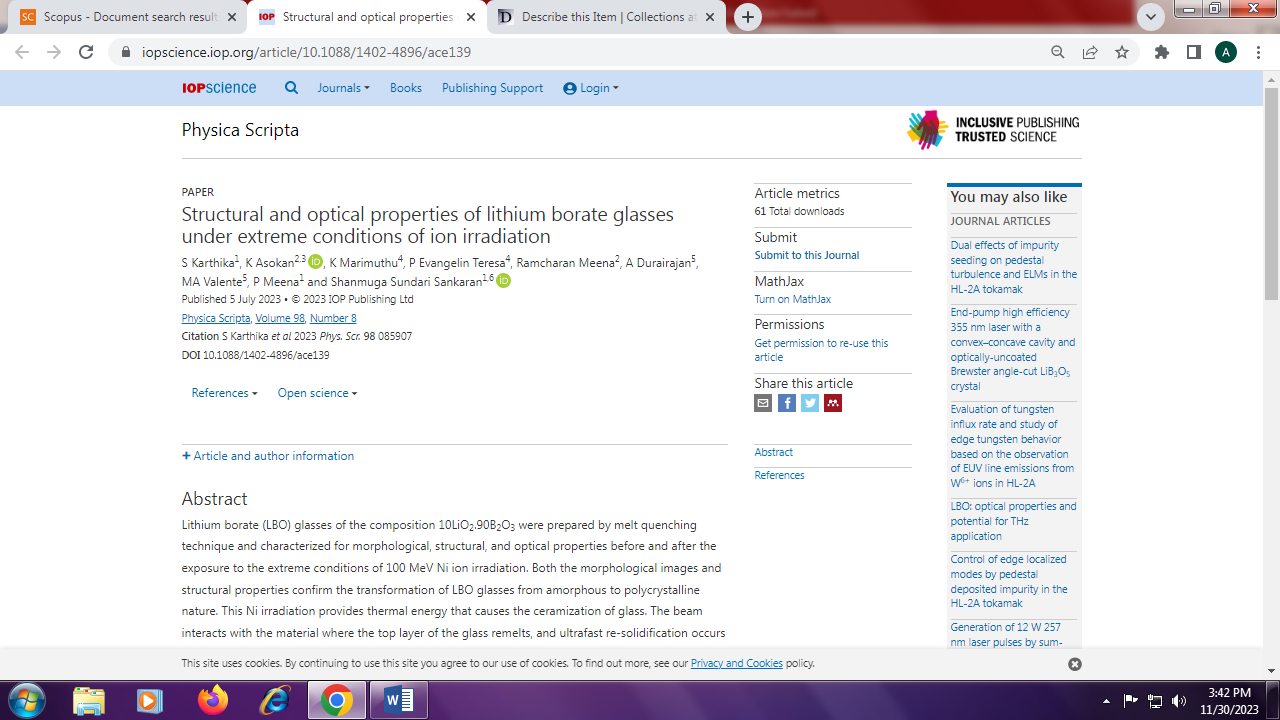 Scopus - Document search result
Structural and optical properties
Describe this Item | Collections at
iopscience.iop.org/article/10.1088/1402-4896/ace139
A
IOPscience Journals Books Publishing Support Login
Physica Scripta
INCLUSIVE PUBLISHING
TRUSTED SCIENCE
PAPER
Structural and optical properties of lithium borate glasses
under extreme conditions of ion irradiation
S Karthika¹, K Asokan²,³, K Marimuthu⁴, P Evangelin Teresa⁴, Ramcharan Meena², A Durairajan⁵,
MA Valente⁵, P Meena¹ and Shanmuga Sundari Sankaran¹,⁶
Published 5 July 2023 • © 2023 IOP Publishing Ltd
Physica Scripta, Volume 98, Number 8
Citation S Karthika et al 2023 Phys. Scr. 98 085907
DOI 10.1088/1402-4896/ace139
References
Open science
+ Article and author information
Abstract
Lithium borate (LBO) glasses of the composition 10LiO₂:90B₂O₃ were prepared by melt quenching
technique and characterized for morphological, structural, and optical properties before and after the
exposure to the extreme conditions of 100 MeV Ni ion irradiation. Both the morphological images and
structural properties confirm the transformation of LBO glasses from amorphous to polycrystalline
nature. This Ni irradiation provides thermal energy that causes the ceramization of glass. The beam
interacts with the material where the top layer of the glass remelts, and ultrafast re-solidification occurs
Article metrics
61 Total downloads
Submit
Submit to this Journal
MathJax
Turn on MathJax
Permissions
Get permission to re-use this
article
Share this article
Abstract
References
You may also like
JOURNAL ARTICLES
Dual effects of impurity
seeding on pedestal
turbulence and ELMs in the
HL-2A tokamak
End-pump high efficiency
355 nm laser with a
convex–concave cavity and
optically-uncoated
Brewster angle-cut LiB₃O₅
crystal
Evaluation of tungsten
influx rate and study of
edge tungsten behavior
based on the observation
of EUV line emissions from
W⁶⁺ ions in HL-2A
LBO: optical properties and
potential for THz
application
Control of edge localized
modes by pedestal
deposited impurity in the
HL-2A tokamak
Generation of 12 W 257
nm laser pulses by sum-
This site uses cookies. By continuing to use this site you agree to our use of cookies. To find out more, see our Privacy and Cookies policy.
3:42 PM
11/30/2023